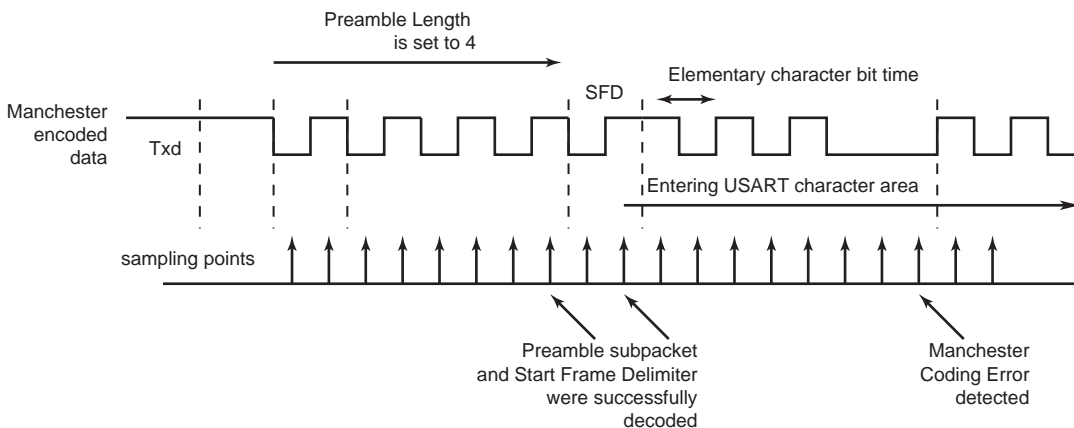 Preamble Length
is set to 4
Elementary character bit time
SFD
Manchester
encoded
data
Txd
Entering USART character area
sampling points
Preamble subpacket
and Start Frame Delimiter
were successfully
decoded
Manchester
Coding Error
detected